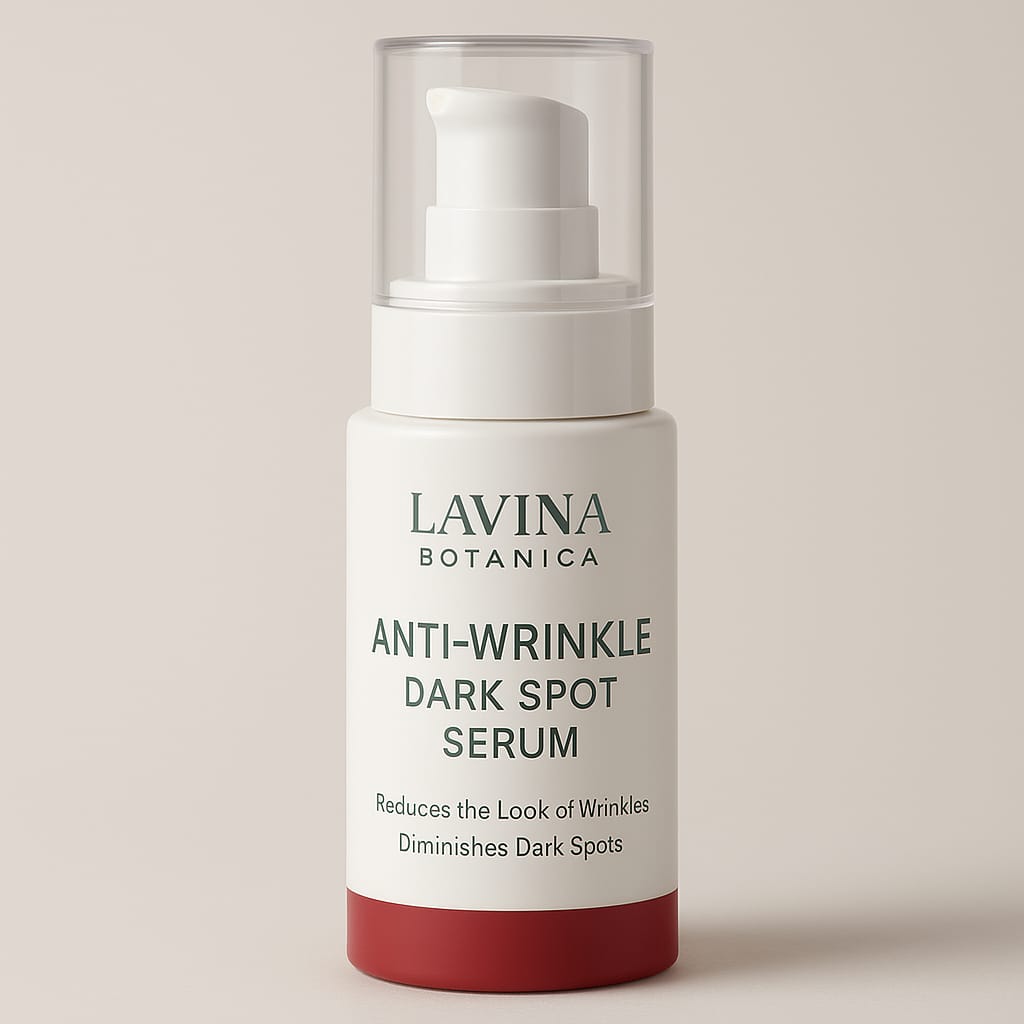 LAVINA
BOTANICA
ANTI-WRINKLE
DARK SPOT
SERUM
Reduces the Look of Wrinkles
Diminishes Dark Spots